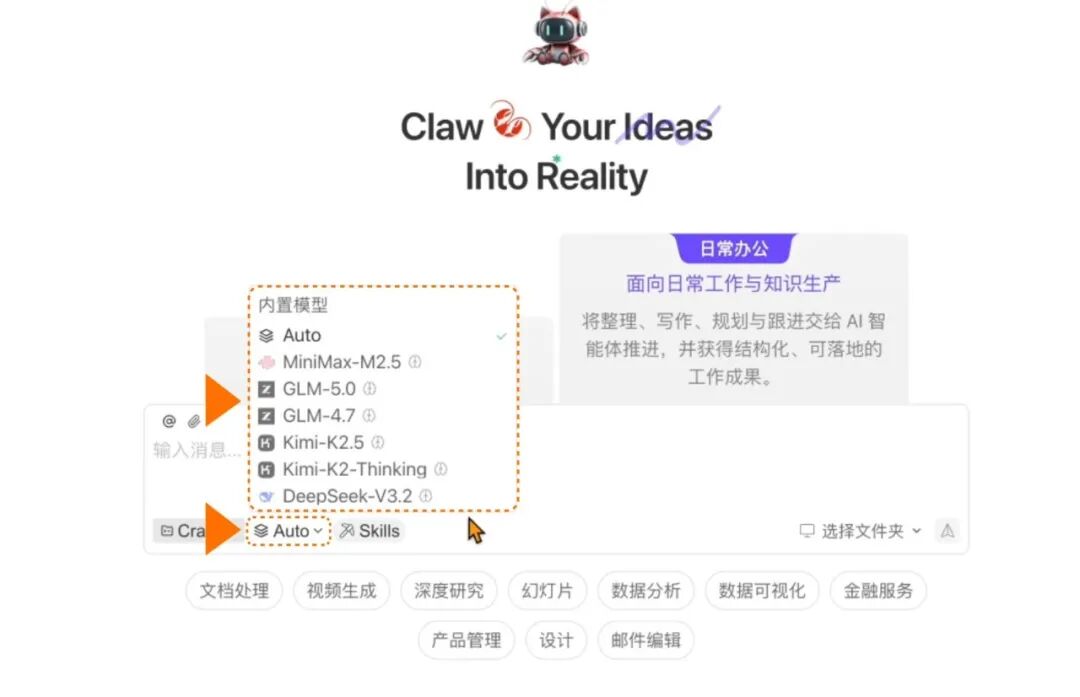 Claw Your Ideas
Into Reality
日常办公
面向日常工作与知识生产
将整理、写作、规划与跟进交给 AI 智
能体推进，并获得结构化、可落地的
工作成果。
内置模型
Auto
MiniMax-M2.5
GLM-5.0
GLM-4.7
Kimi-K2.5
Kimi-K2-Thinking
DeepSeek-V3.2
@
输入消息...
Cra
Auto
Skills
选择文件夹
文档处理
视频生成
深度研究
幻灯片
数据分析
数据可视化
金融服务
产品管理
设计
邮件编辑